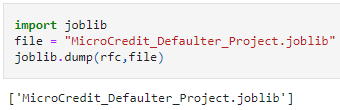 import joblib
file = "MicroCredit_Defaulter_Project.joblib"
joblib.dump(rfc,file)
['MicroCredit_Defaulter_Project.joblib']